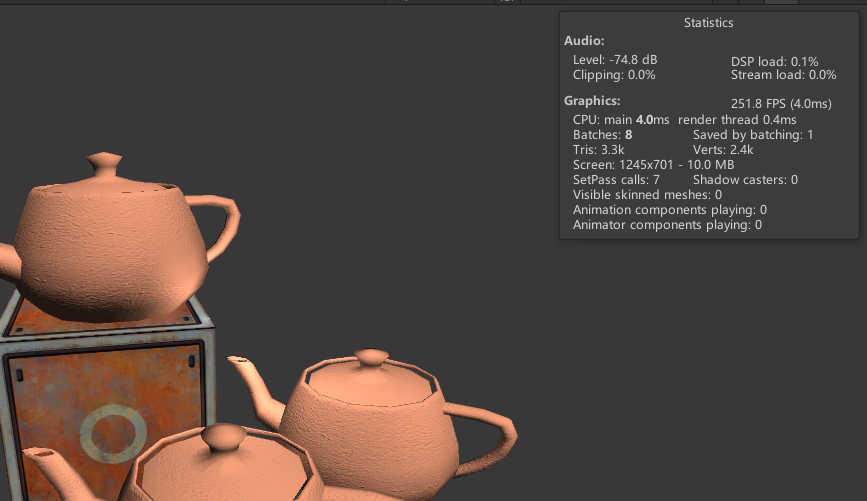 Statistics
Audio:
Level: -74.8 dB DSP load: 0.1%
Clipping: 0.0% Stream load: 0.0%
Graphics: 251.8 FPS (4.0ms)
CPU: main 4.0ms render thread 0.4ms
Batches: 8 Saved by batching: 1
Tris: 3.3k Verts: 2.4k
Screen: 1245x701 - 10.0 MB
SetPass calls: 7 Shadow casters: 0
Visible skinned meshes: 0
Animation components playing: 0
Animator components playing: 0